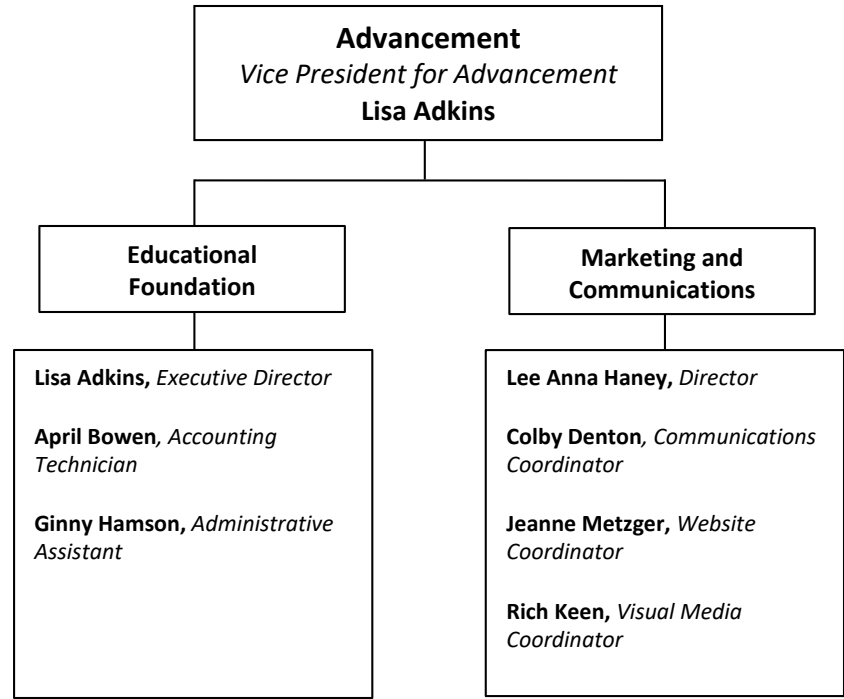 Advancement
Vice President for Advancement
Lisa Adkins
Educational
Foundation
Lisa Adkins, Executive Director
April Bowen, Accounting
Technician
Ginny Hamson, Administrative
Assistant
Marketing and
Communications
Lee Anna Haney, Director
Colby Denton, Communications
Coordinator
Jeanne Metzger, Website
Coordinator
Rich Keen, Visual Media
Coordinator